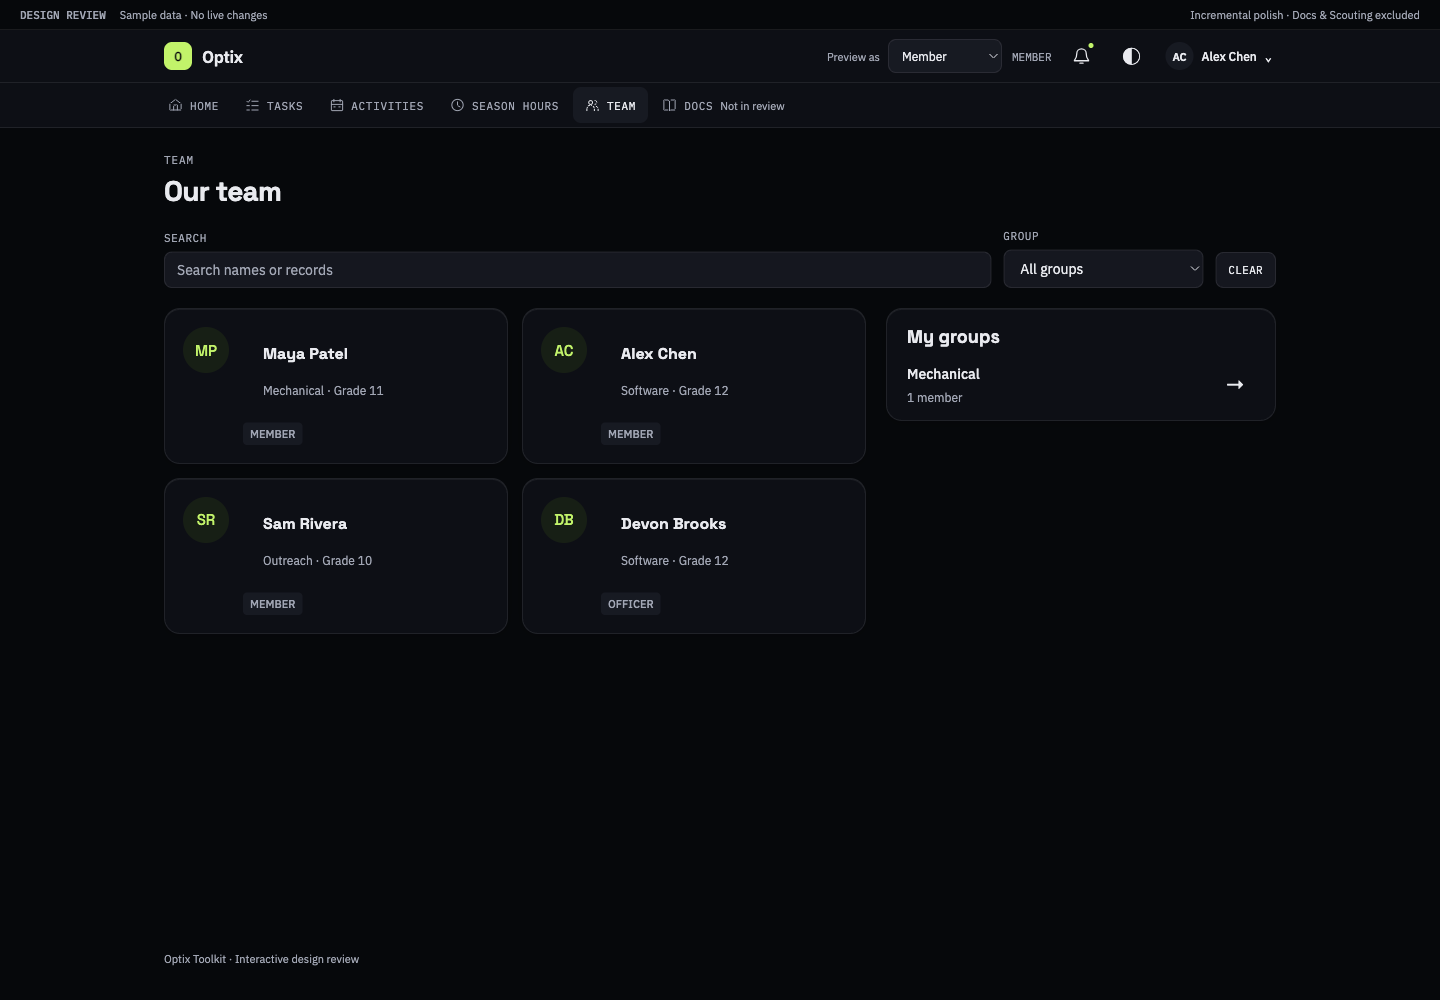 DESIGN REVIEW Sample data · No live changes Incremental polish · Docs & Scouting excluded
O Optix Preview as Member MEMBER AC Alex Chen
HOME TASKS ACTIVITIES SEASON HOURS TEAM DOCS Not in review
TEAM
Our team
SEARCH GROUP
Search names or records All groups CLEAR
MP Maya Patel
Mechanical · Grade 11
MEMBER
AC Alex Chen
Software · Grade 12
MEMBER
My groups
Mechanical
1 member
SR Sam Rivera
Outreach · Grade 10
MEMBER
DB Devon Brooks
Software · Grade 12
OFFICER
Optix Toolkit · Interactive design review